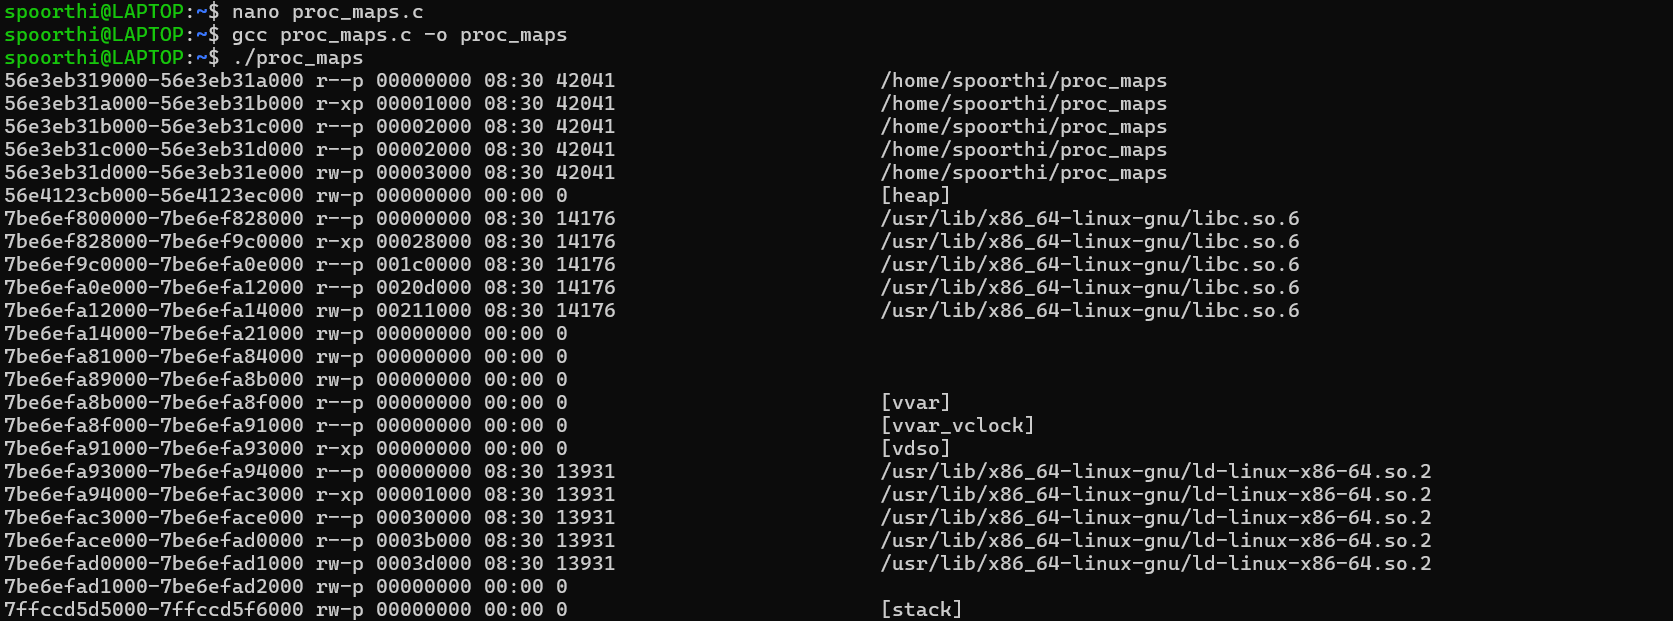 spoorthi@LAPTOP:~$ nano proc_maps.c
spoorthi@LAPTOP:~$ gcc proc_maps.c -o proc_maps
spoorthi@LAPTOP:~$ ./proc_maps
56e3eb319000-56e3eb31a000 r--p 00000000 08:30 42041                      /home/spoorthi/proc_maps
56e3eb31a000-56e3eb31b000 r-xp 00001000 08:30 42041                      /home/spoorthi/proc_maps
56e3eb31b000-56e3eb31c000 r--p 00002000 08:30 42041                      /home/spoorthi/proc_maps
56e3eb31c000-56e3eb31d000 r--p 00002000 08:30 42041                      /home/spoorthi/proc_maps
56e3eb31d000-56e3eb31e000 rw-p 00003000 08:30 42041                      /home/spoorthi/proc_maps
56e4123cb000-56e4123ec000 rw-p 00000000 00:00 0                          [heap]
7be6ef800000-7be6ef828000 r--p 00000000 08:30 14176                      /usr/lib/x86_64-linux-gnu/libc.so.6
7be6ef828000-7be6ef9c0000 r-xp 00028000 08:30 14176                      /usr/lib/x86_64-linux-gnu/libc.so.6
7be6ef9c0000-7be6efa0e000 r--p 001c0000 08:30 14176                      /usr/lib/x86_64-linux-gnu/libc.so.6
7be6efa0e000-7be6efa12000 r--p 0020d000 08:30 14176                      /usr/lib/x86_64-linux-gnu/libc.so.6
7be6efa12000-7be6efa14000 rw-p 00211000 08:30 14176                      /usr/lib/x86_64-linux-gnu/libc.so.6
7be6efa14000-7be6efa21000 rw-p 00000000 00:00 0
7be6efa81000-7be6efa84000 rw-p 00000000 00:00 0
7be6efa89000-7be6efa8b000 rw-p 00000000 00:00 0
7be6efa8b000-7be6efa8f000 r--p 00000000 00:00 0                          [vvar]
7be6efa8f000-7be6efa91000 r--p 00000000 00:00 0                          [vvar_vclock]
7be6efa91000-7be6efa93000 r-xp 00000000 00:00 0                          [vdso]
7be6efa93000-7be6efa94000 r--p 00000000 08:30 13931                      /usr/lib/x86_64-linux-gnu/ld-linux-x86-64.so.2
7be6efa94000-7be6efac3000 r-xp 00001000 08:30 13931                      /usr/lib/x86_64-linux-gnu/ld-linux-x86-64.so.2
7be6efac3000-7be6eface000 r--p 00030000 08:30 13931                      /usr/lib/x86_64-linux-gnu/ld-linux-x86-64.so.2
7be6eface000-7be6efad0000 r--p 0003b000 08:30 13931                      /usr/lib/x86_64-linux-gnu/ld-linux-x86-64.so.2
7be6efad0000-7be6efad1000 rw-p 0003d000 08:30 13931                      /usr/lib/x86_64-linux-gnu/ld-linux-x86-64.so.2
7be6efad1000-7be6efad2000 rw-p 00000000 00:00 0
7ffccd5d5000-7ffccd5f6000 rw-p 00000000 00:00 0                          [stack]